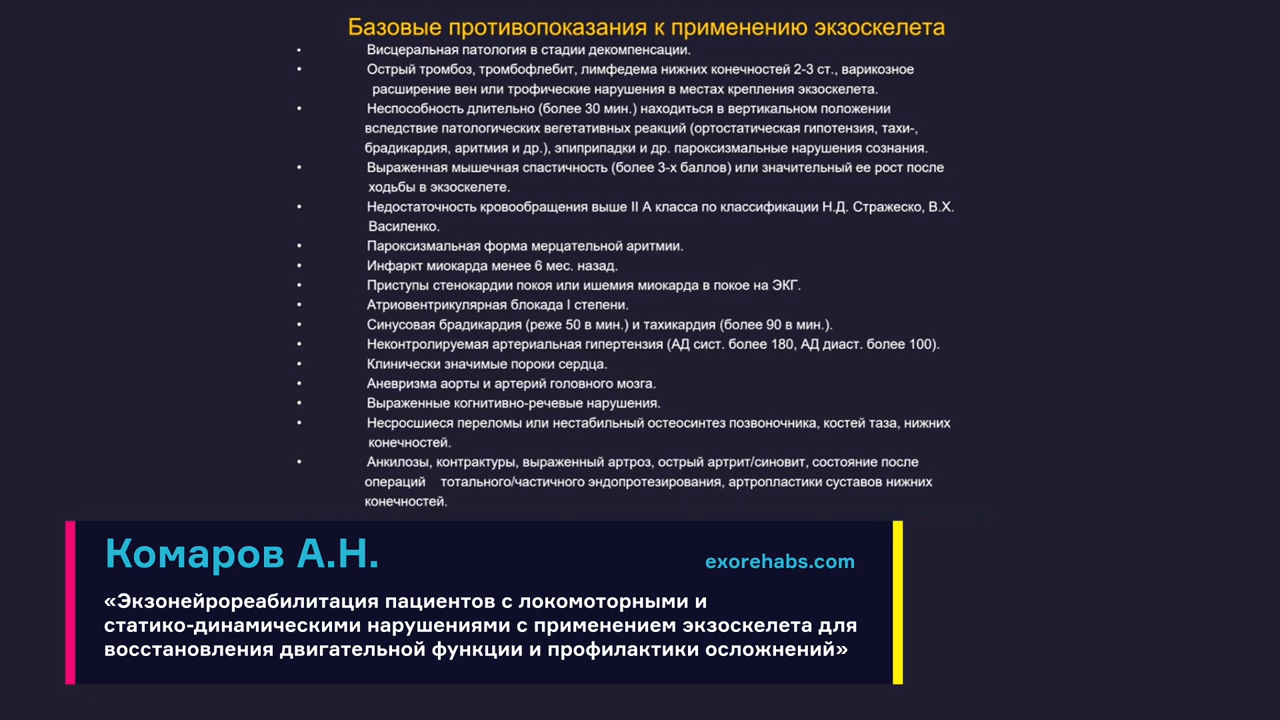 Базовые противопоказания к применению экзоскелета
• Висцеральная патология в стадии декомпенсации.
• Острый тромбоз, тромбофлебит, лимфедема нижних конечностей 2-3 ст., варикозное
расширение вен или трофические нарушения в местах крепления экзоскелета.
• Неспособность длительно (более 30 мин.) находиться в вертикальном положении
вследствие патологических вегетативных реакций (ортостатическая гипотензия, тахи-,
брадикардия, аритмия и др.), эпиприпадки и др. пароксизмальные нарушения сознания.
• Выраженная мышечная спастичность (более 3-х баллов) или значительный ее рост после
ходьбы в экзоскелете.
• Недостаточность кровообращения выше II А класса по классификации Н.Д. Стражеско, В.Х.
Василенко.
• Пароксизмальная форма мерцательной аритмии.
• Инфаркт миокарда менее 6 мес. назад.
• Приступы стенокардии покоя или ишемия миокарда в покое на ЭКГ.
• Атриовентрикулярная блокада I степени.
• Синусовая брадикардия (реже 50 в мин.) и тахикардия (более 90 в мин.).
• Неконтролируемая артериальная гипертензия (АД сист. более 180, АД диаст. более 100).
• Клинически значимые пороки сердца.
• Аневризма аорты и артерий головного мозга.
• Выраженные когнитивно-речевые нарушения.
• Несросшиеся переломы или нестабильный остеосинтез позвоночника, костей таза, нижних
конечностей.
• Анкилозы, контрактуры, выраженный артроз, острый артрит/синовит, состояние после
операций тотального/частичного эндопротезирования, артропластики суставов нижних
конечностей.
Комаров А.Н.
exorehabs.com
«Экзонейрореабилитация пациентов с локомоторными и
статико-динамическими нарушениями с применением экзоскелета для
восстановления двигательной функции и профилактики осложнений»